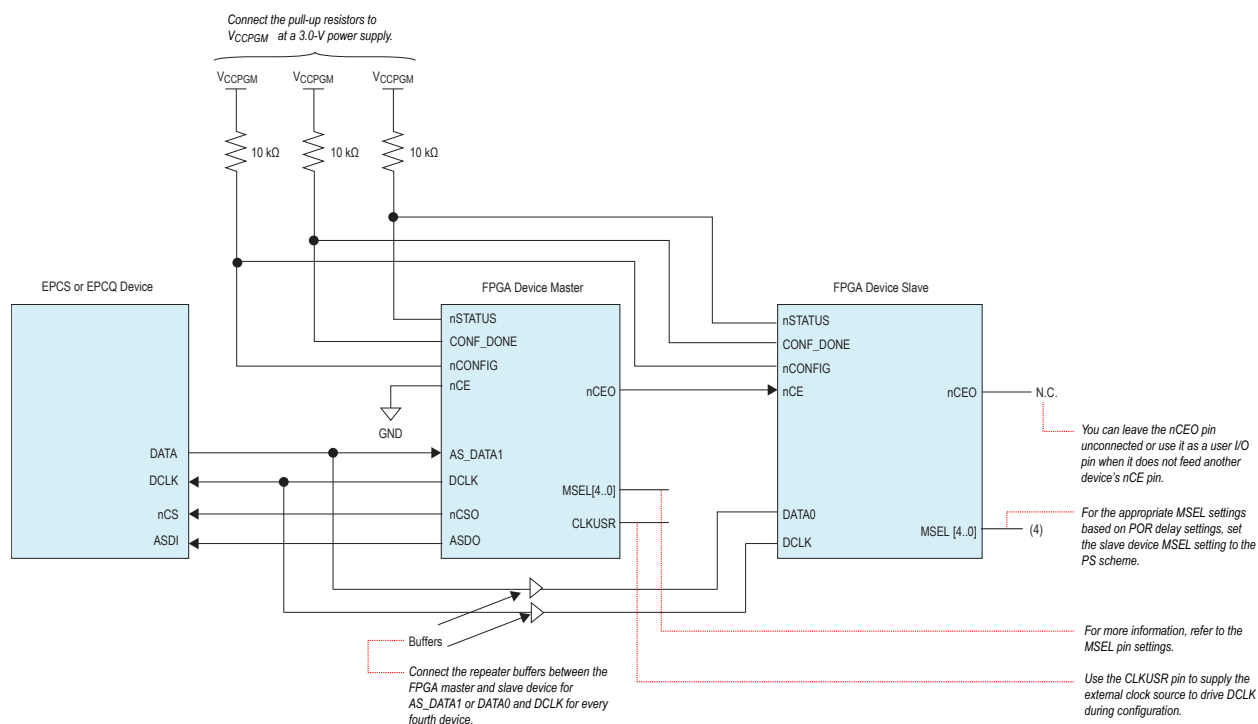 Connect the pull-up resistors to
VCCPGM at a 3.0-V power supply.
VCCPGM
VCCPGM
VCCPGM
10 kΩ
10 kΩ
10 kΩ
EPCS or EPCQ Device
FPGA Device Master
FPGA Device Slave
DATA
DCLK
nCS
ASDI
nSTATUS
CONF_DONE
nCONFIG
nCE
GND
nCEO
AS_DATA1
DCLK
nCSO
ASDO
MSEL[4..0]
CLKUSR
nSTATUS
CONF_DONE
nCONFIG
nCE
nCEO
N.C.
DATA0
DCLK
MSEL [4..0]
(4)
You can leave the nCEO pin
unconnected or use it as a user I/O
pin when it does not feed another
device's nCE pin.
For the appropriate MSEL settings
based on POR delay settings, set
the slave device MSEL setting to the
PS scheme.
Buffers
Connect the repeater buffers between the
FPGA master and slave device for
AS_DATA1 or DATA0 and DCLK for every
fourth device.
For more information, refer to the
MSEL pin settings.
Use the CLKUSR pin to supply the
external clock source to drive DCLK
during configuration.